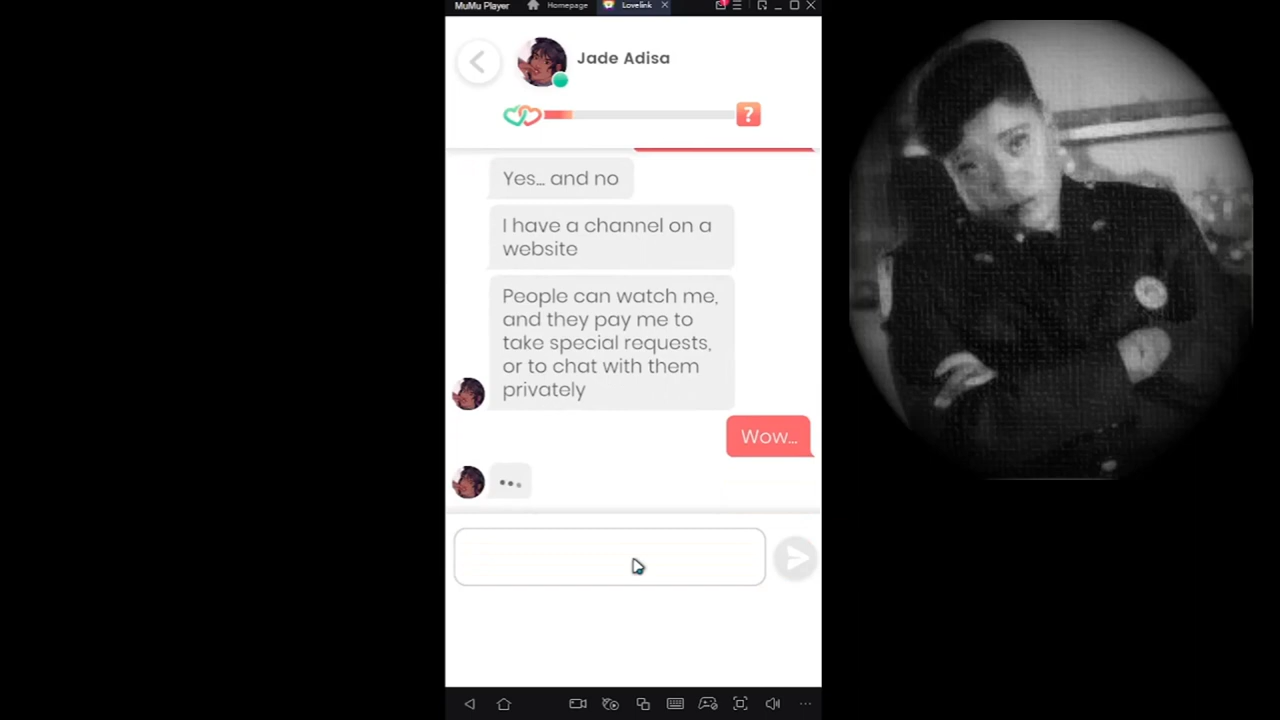 MuMu Player Homepage Lovelink
Jade Adisa
?
Yes... and no
I have a channel on a
website
People can watch me,
and they pay me to
take special requests,
or to chat with them
privately
Wow...